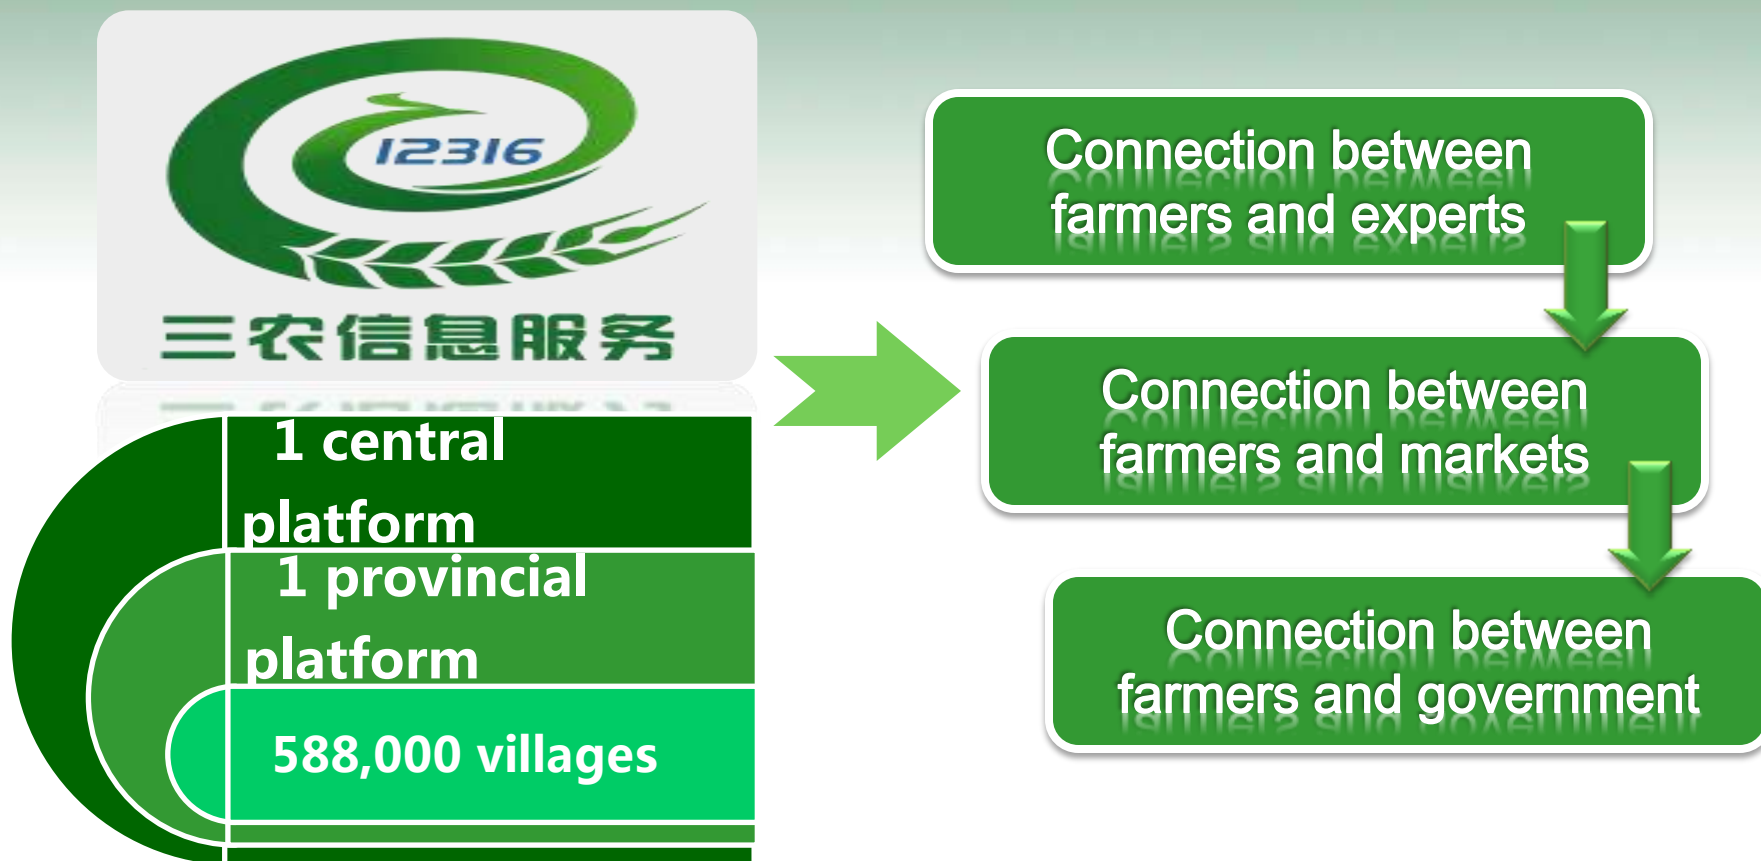 12316
三农信息服务
1 central
platform
1 provincial
platform
588,000 villages
Connection between
farmers and experts
Connection between
farmers and markets
Connection between
farmers and government